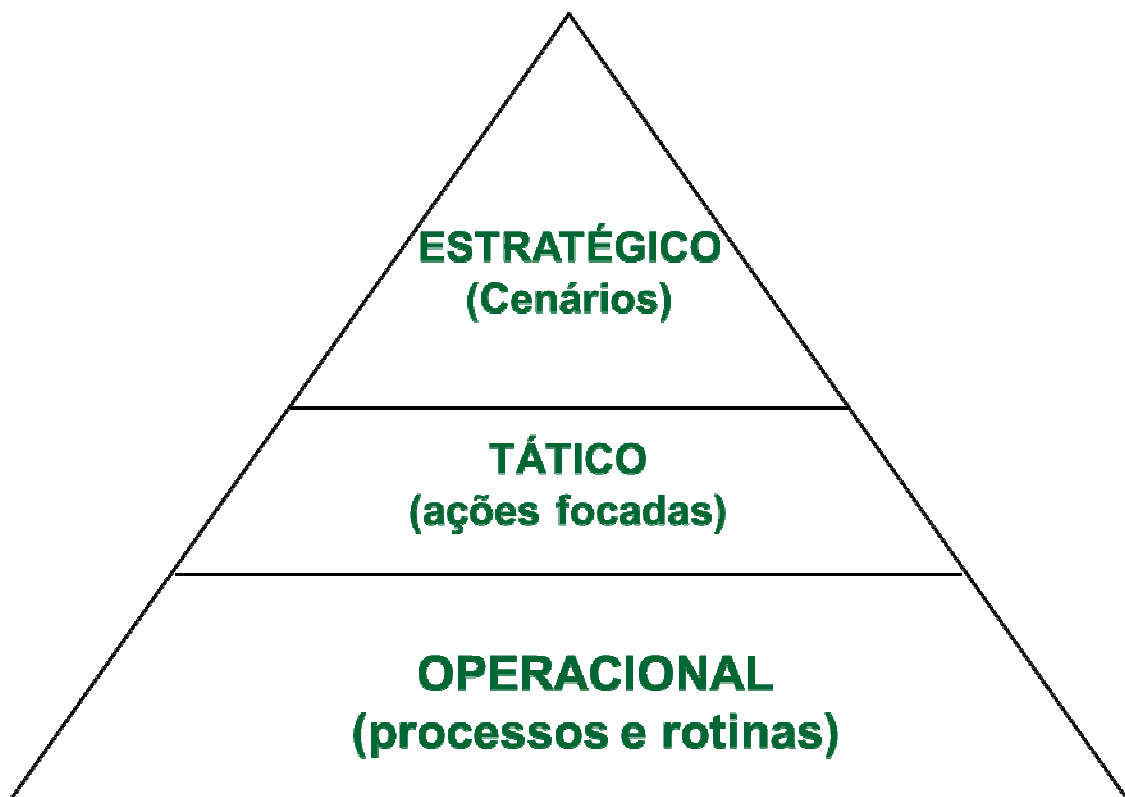 ESTRATÉGICO
(Cenários)
TÁTICO
(ações focadas)
OPERACIONAL
(processos e rotinas)